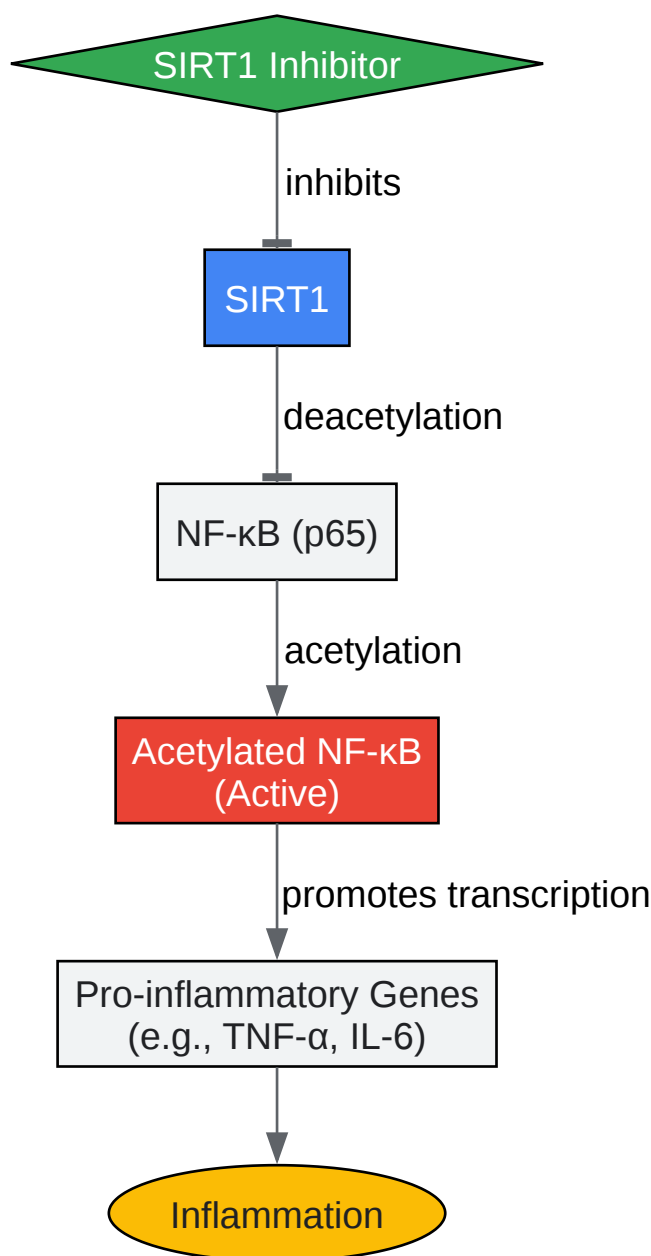 SIRT1 Inhibitor
inhibits
SIRT1
deacetylation
NF-κB (p65)
acetylation
Acetylated NF-κB
(Active)
promotes transcription
Pro-inflammatory Genes
(e.g., TNF-α, IL-6)
Inflammation